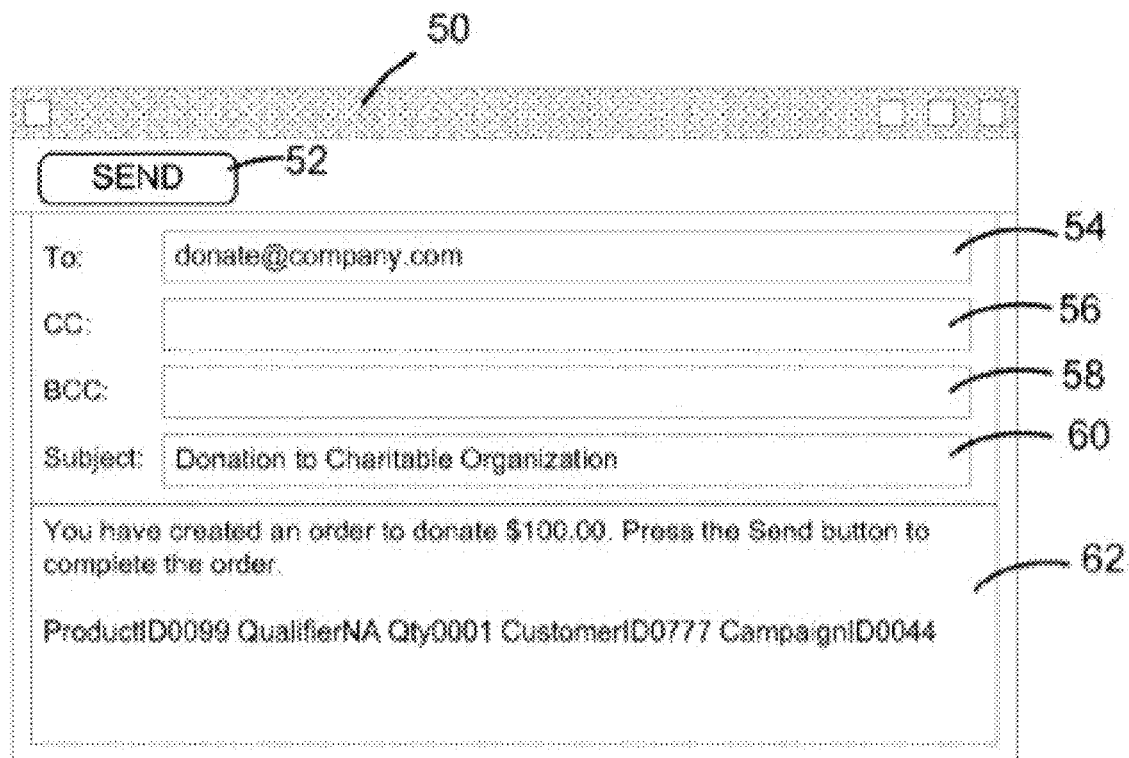 50
SEND 52
To: donate@company.com 54
CC: 56
BCC: 58
Subject: Donation to Charitable Organization 60
You have created an order to donate $100.00. Press the Send button to
complete the order. 62
ProductID0099 QualifierNA Qty0001 CustomerID0777 CampaignID0044